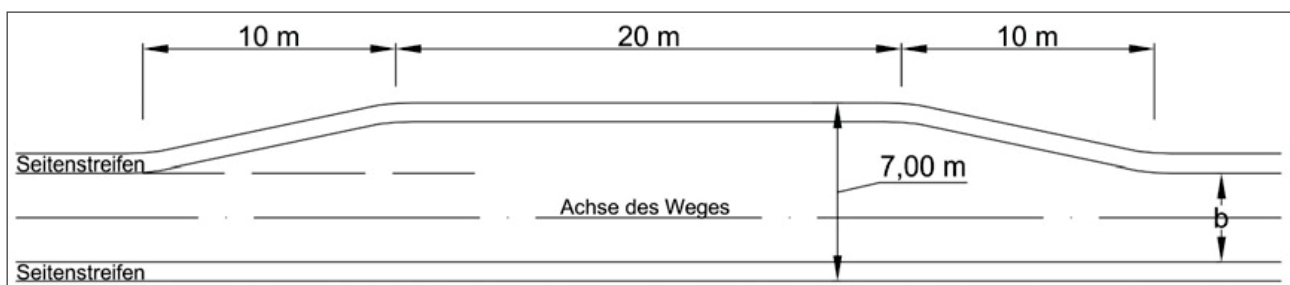 10 m
20 m
10 m
Seitenstreifen
7,00 m
Achse des Weges
b
Seitenstreifen